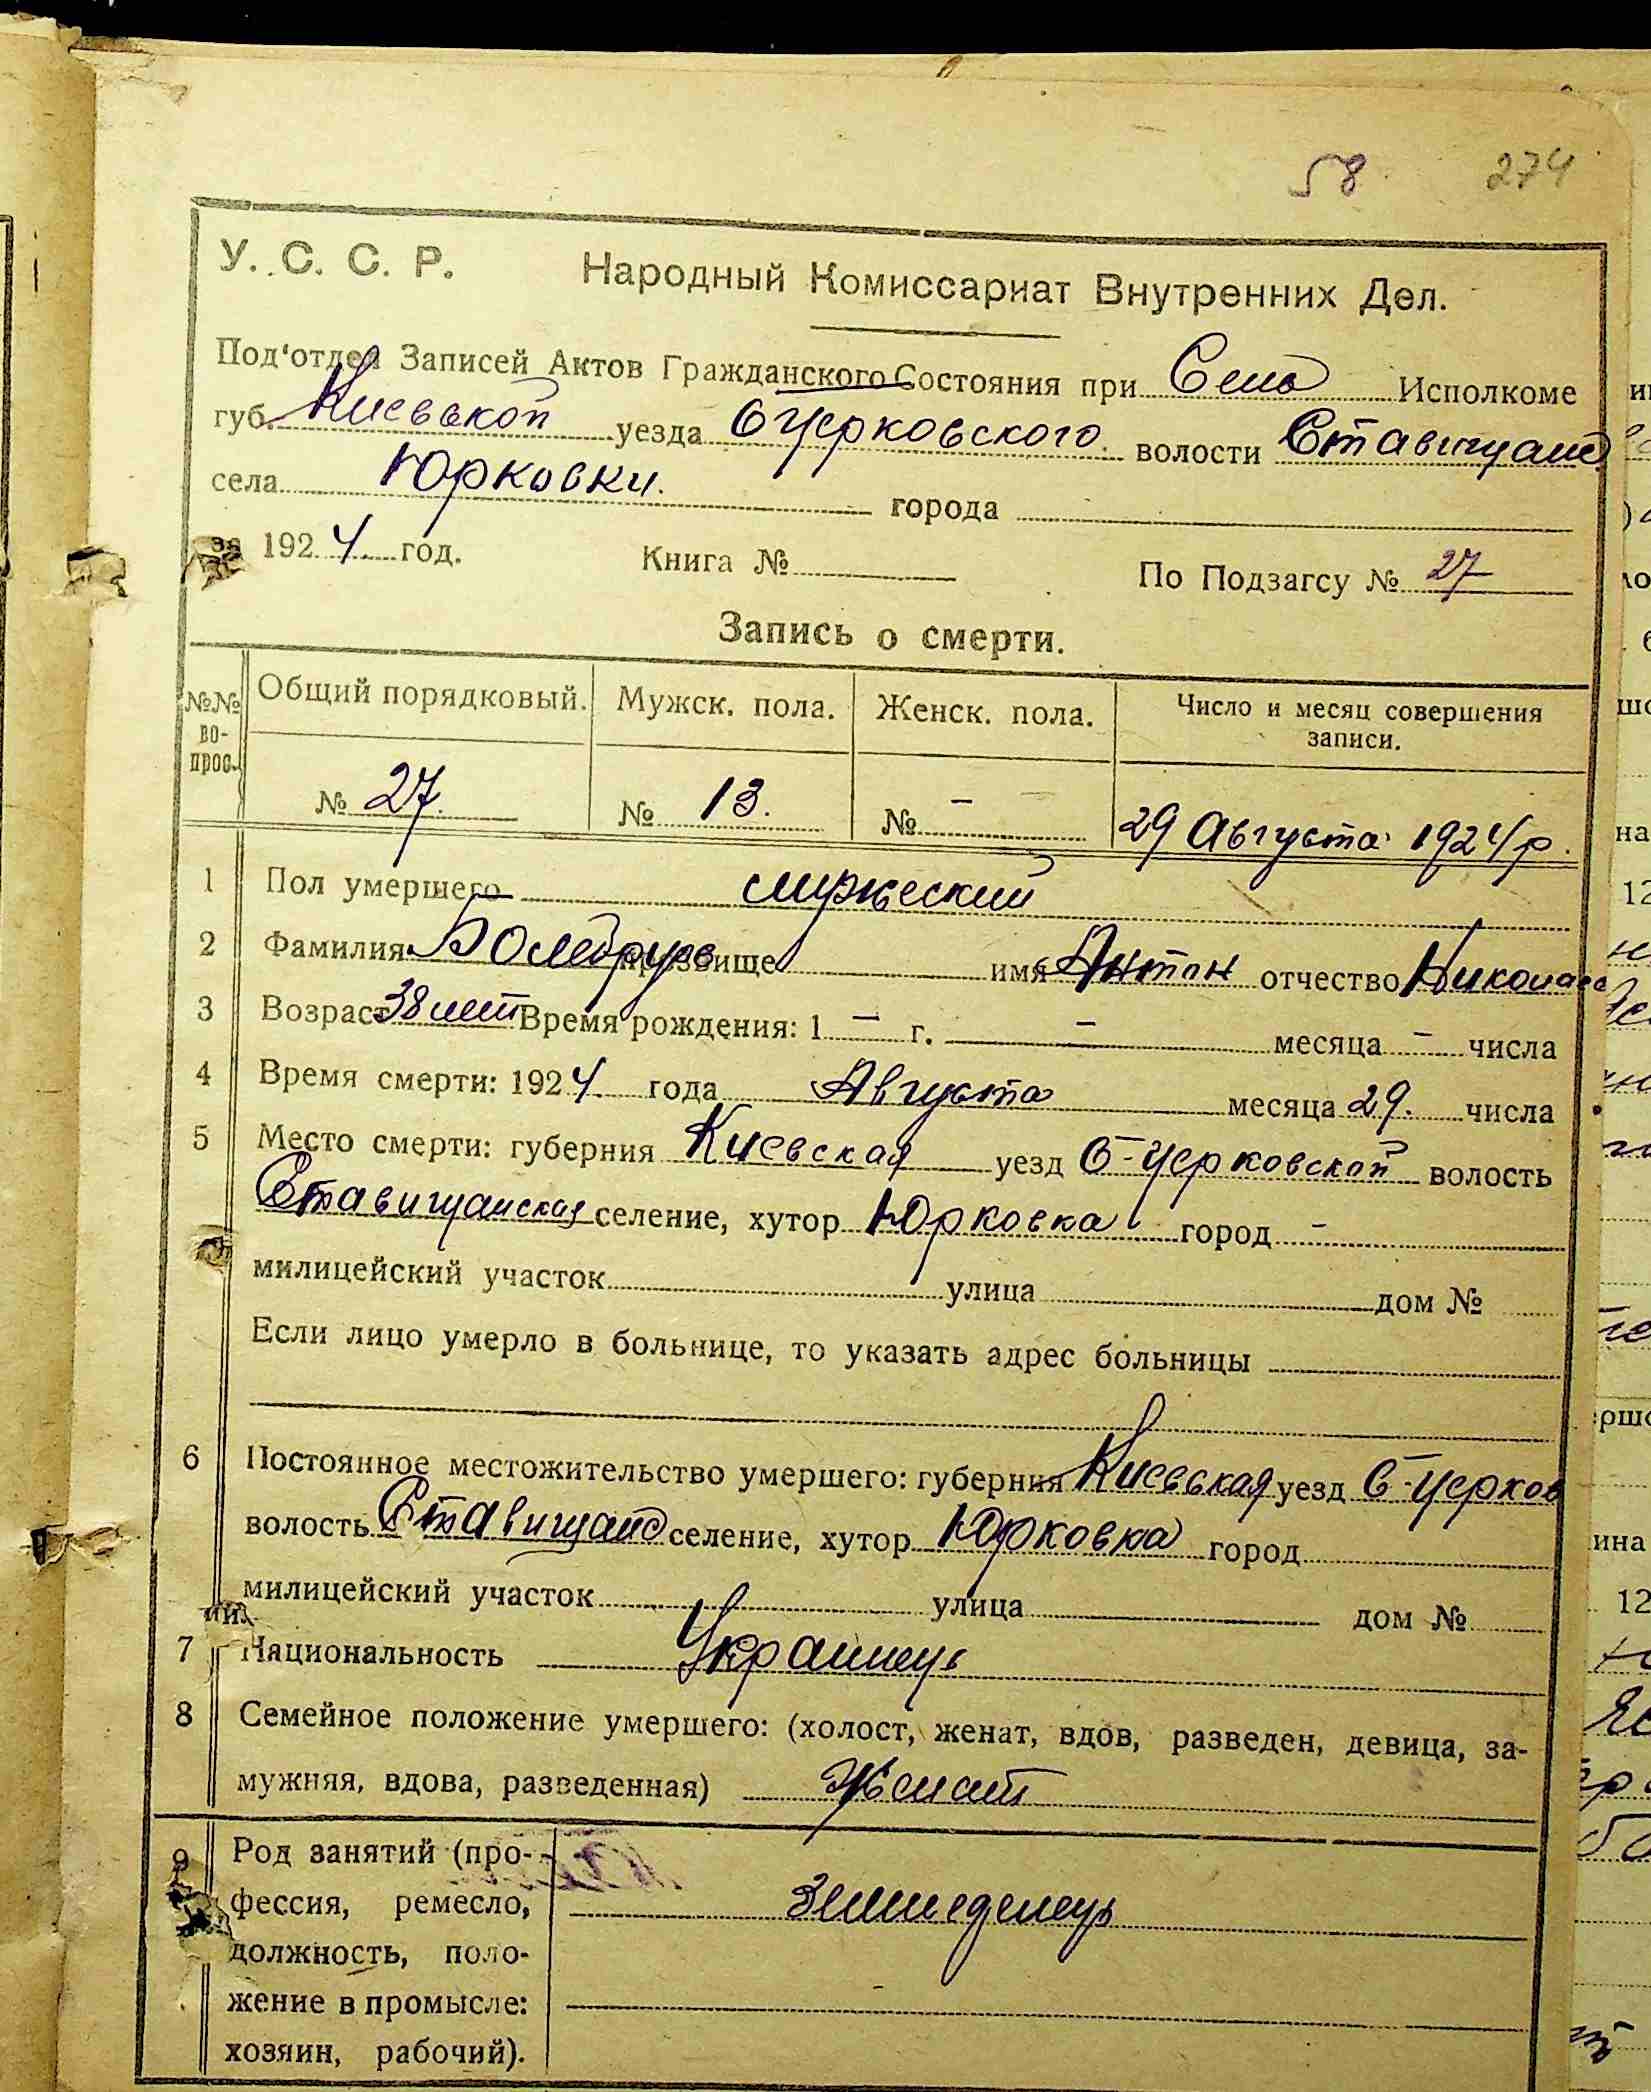 58 274
У. С. С. Р. Народный Комиссариат Внутренних Дел.
Под'отдел Записей Актов Гражданского Состояния при Сель Исполкоме
губ. Киевской уезда БЦерковского волости Ставищанс
села Юрковки. города
за 1924 год. Книга № По Подзагсу № 27
Запись о смерти.
№№ во-прос. Общий порядковый. Мужск. пола. Женск. пола. Число и месяц совершения записи.
№ 27. № 13. № – 29 Августа 1924 р.
1 Пол умершего мужеский
2 Фамилия прозвище имя Антон отчество Николаев
3 Возраст 38 лет Время рождения: 1 – г. – месяца – числа
4 Время смерти: 1924. года Августа месяца 29. числа
5 Место смерти: губерния Киевская уезд Б-Церковской волость
Ставищанская селение, хутор Юрковка город –
милицейский участок улица дом №
Если лицо умерло в больнице, то указать адрес больницы
6 Постоянное местожительство умершего: губерния Киевская уезд Б-Церков
волость Ставищанс селение, хутор Юрковка город
милицейский участок улица дом №
7 Национальность Украинец
8 Семейное положение умершего: (холост, женат, вдов, разведен, девица, за-
мужняя, вдова, разведенная) Женат
9 Род занятий (про-
фессия, ремесло, Земледелец
должность, поло-
жение в промысле:
хозяин, рабочий).